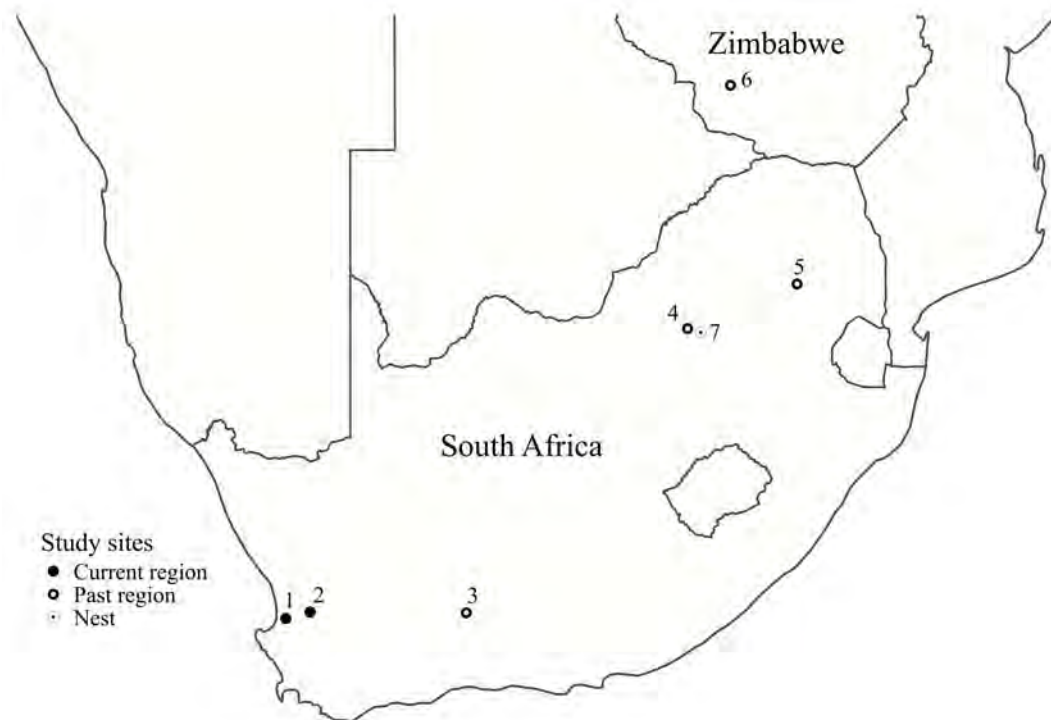 Zimbabwe
6
5
4
7
South Africa
Study sites
Current region
Past region
Nest
1
2
3